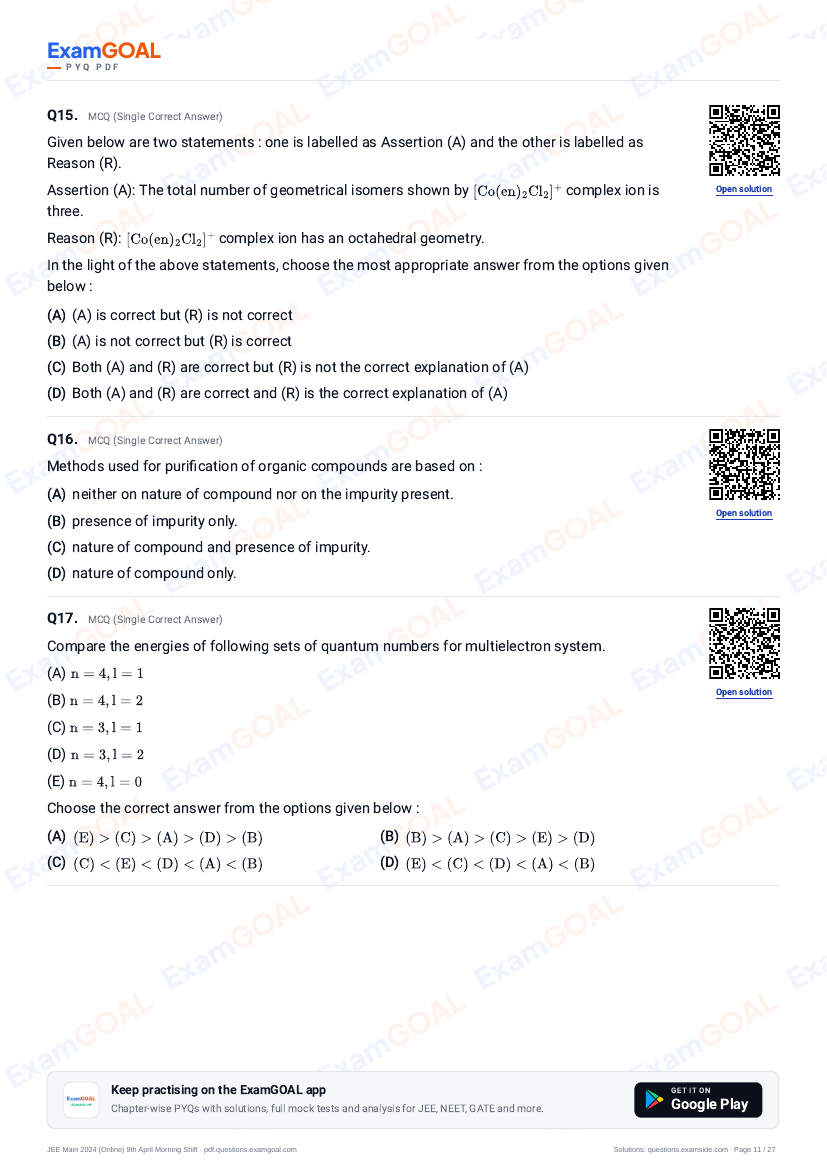 ExamGOAL
PYQ PDF
Q15. MCQ (Single Correct Answer)
Given below are two statements : one is labelled as Assertion (A) and the other is labelled as
Reason (R).
Assertion (A): The total number of geometrical isomers shown by [Co(en)₂Cl₂]⁺ complex ion is
three.
Reason (R): [Co(en)₂Cl₂]⁺ complex ion has an octahedral geometry.
In the light of the above statements, choose the most appropriate answer from the options given
below :
(A) (A) is correct but (R) is not correct
(B) (A) is not correct but (R) is correct
(C) Both (A) and (R) are correct but (R) is not the correct explanation of (A)
(D) Both (A) and (R) are correct and (R) is the correct explanation of (A)
Open solution
Q16. MCQ (Single Correct Answer)
Methods used for purification of organic compounds are based on :
(A) neither on nature of compound nor on the impurity present.
(B) presence of impurity only.
(C) nature of compound and presence of impurity.
(D) nature of compound only.
Open solution
Q17. MCQ (Single Correct Answer)
Compare the energies of following sets of quantum numbers for multielectron system.
(A) n = 4, l = 1
(B) n = 4, l = 2
(C) n = 3, l = 1
(D) n = 3, l = 2
(E) n = 4, l = 0
Choose the correct answer from the options given below :
(A) (E) > (C) > (A) > (D) > (B) (B) (B) > (A) > (C) > (E) > (D)
(C) (C) < (E) < (D) < (A) < (B) (D) (E) < (C) < (D) < (A) < (B)
Open solution
ExamGOAL
Keep practising on the ExamGOAL app
Chapter-wise PYQs with solutions, full mock tests and analysis for JEE, NEET, GATE and more.
GET IT ON
Google Play
JEE Main 2024 (Online) 9th April Morning Shift · pdf.questions.examgoal.com Solutions: questions.examside.com · Page 11 / 27